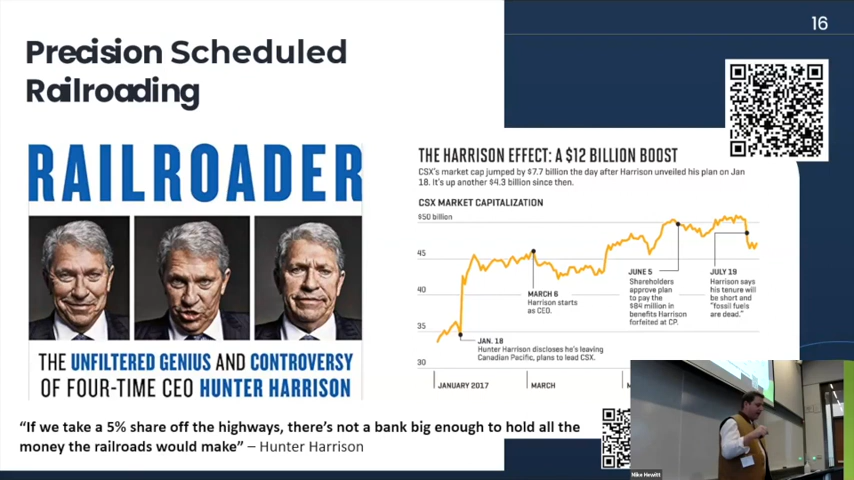 16
Precision Scheduled
Railroading
RAILROADER
THE UNFILTERED GENIUS AND CONTROVERSY
OF FOUR-TIME CEO HUNTER HARRISON
THE HARRISON EFFECT: A $12 BILLION BOOST
CSX's market cap jumped by $7.7 billion the day after Harrison unveiled his plan on Jan
18. It's up another $4.3 billion since then.
CSX MARKET CAPITALIZATION
$50 billion
45
40
35
30
JAN. 18
Hunter Harrison discloses he's leaving
Canadian Pacific, plans to lead CSX.
MARCH 6
Harrison starts
as CEO.
JUNE 5
Shareholders
approve plan
to pay the
$84 million in
benefits Harrison
forfeited at CP.
JULY 19
Harrison says
his tenure will
be short and
"fossil fuels
are dead."
JANUARY 2017
MARCH
M
"If we take a 5% share off the highways, there's not a bank big enough to hold all the
money the railroads would make" – Hunter Harrison
Mike Hewitt